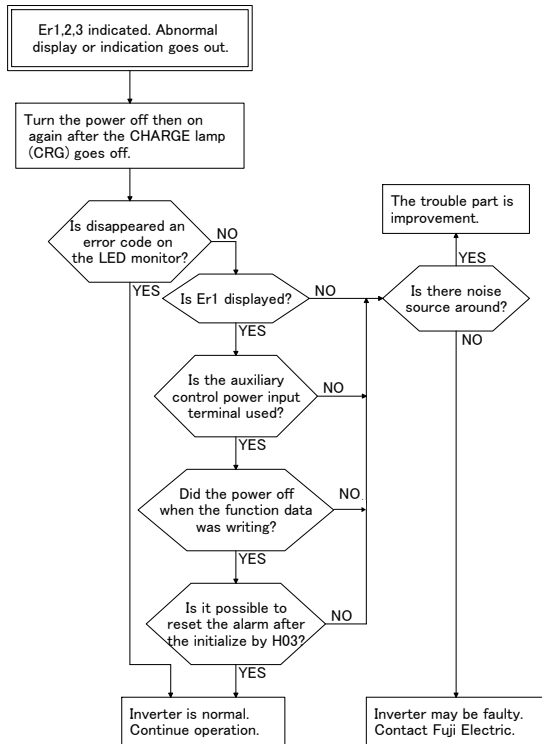 Er1,2,3 indicated. Abnormal
display or indication goes out.
Turn the power off then on
again after the CHARGE lamp
(CRG) goes off.
Is disappeared an
error code on
the LED monitor?
NO
YES
Is Er1 displayed?
NO
YES
The trouble part is
improvement.
YES
Is there noise
source around?
NO
Is the auxiliary
control power input
terminal used?
NO
YES
Did the power off
when the function data
was writing?
NO
YES
Is it possible to
reset the alarm after
the initialize by H03?
NO
YES
Inverter is normal.
Continue operation.
Inverter may be faulty.
Contact Fuji Electric.